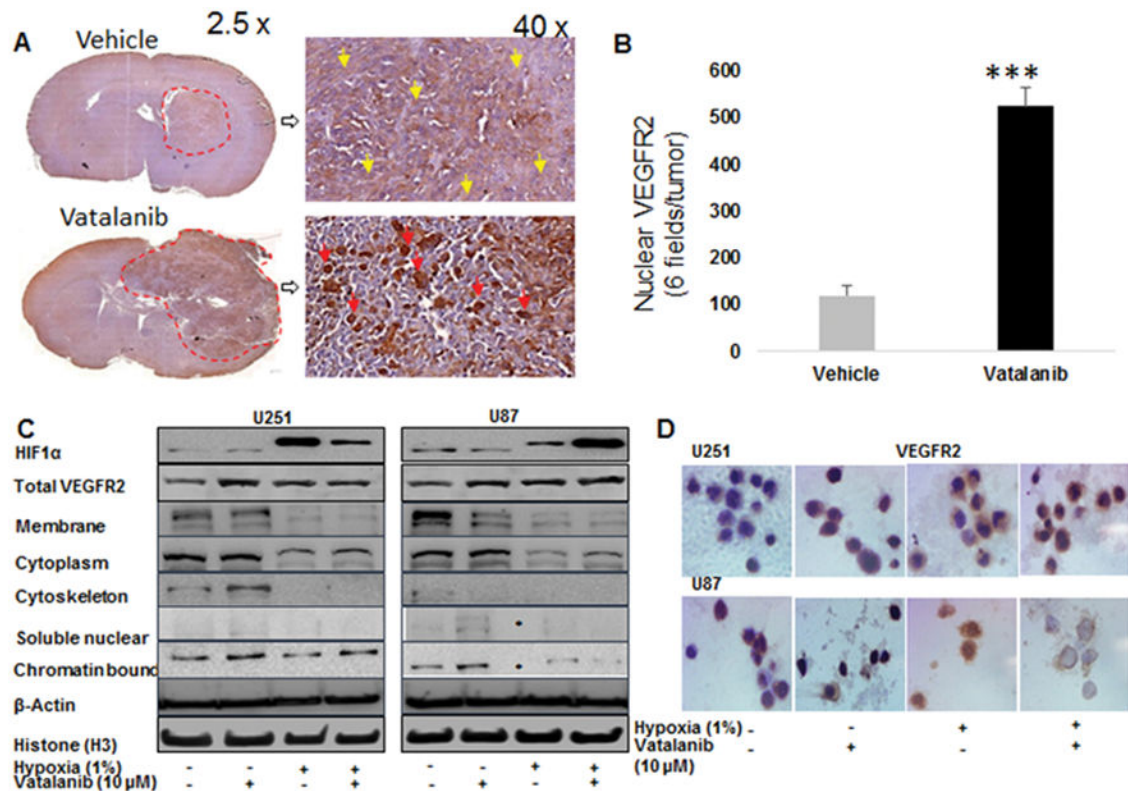 A
Vehicle
2.5 x
40 x
Vatalanib
B
Nuclear VEGFR2
(6 fields/tumor)
600
500
400
300
200
100
0
***
Vehicle
Vatalanib
C
U251
U87
HIF1α
Total VEGFR2
Membrane
Cytoplasm
Cytoskeleton
Soluble nuclear
Chromatin bound
β-Actin
Histone (H3)
Hypoxia (1%) - - + + - - + +
Vatalanib (10 μM) - + - + - + - +
D
VEGFR2
U251
U87
Hypoxia (1%) - - + +
Vatalanib - + - +
(10 μM)